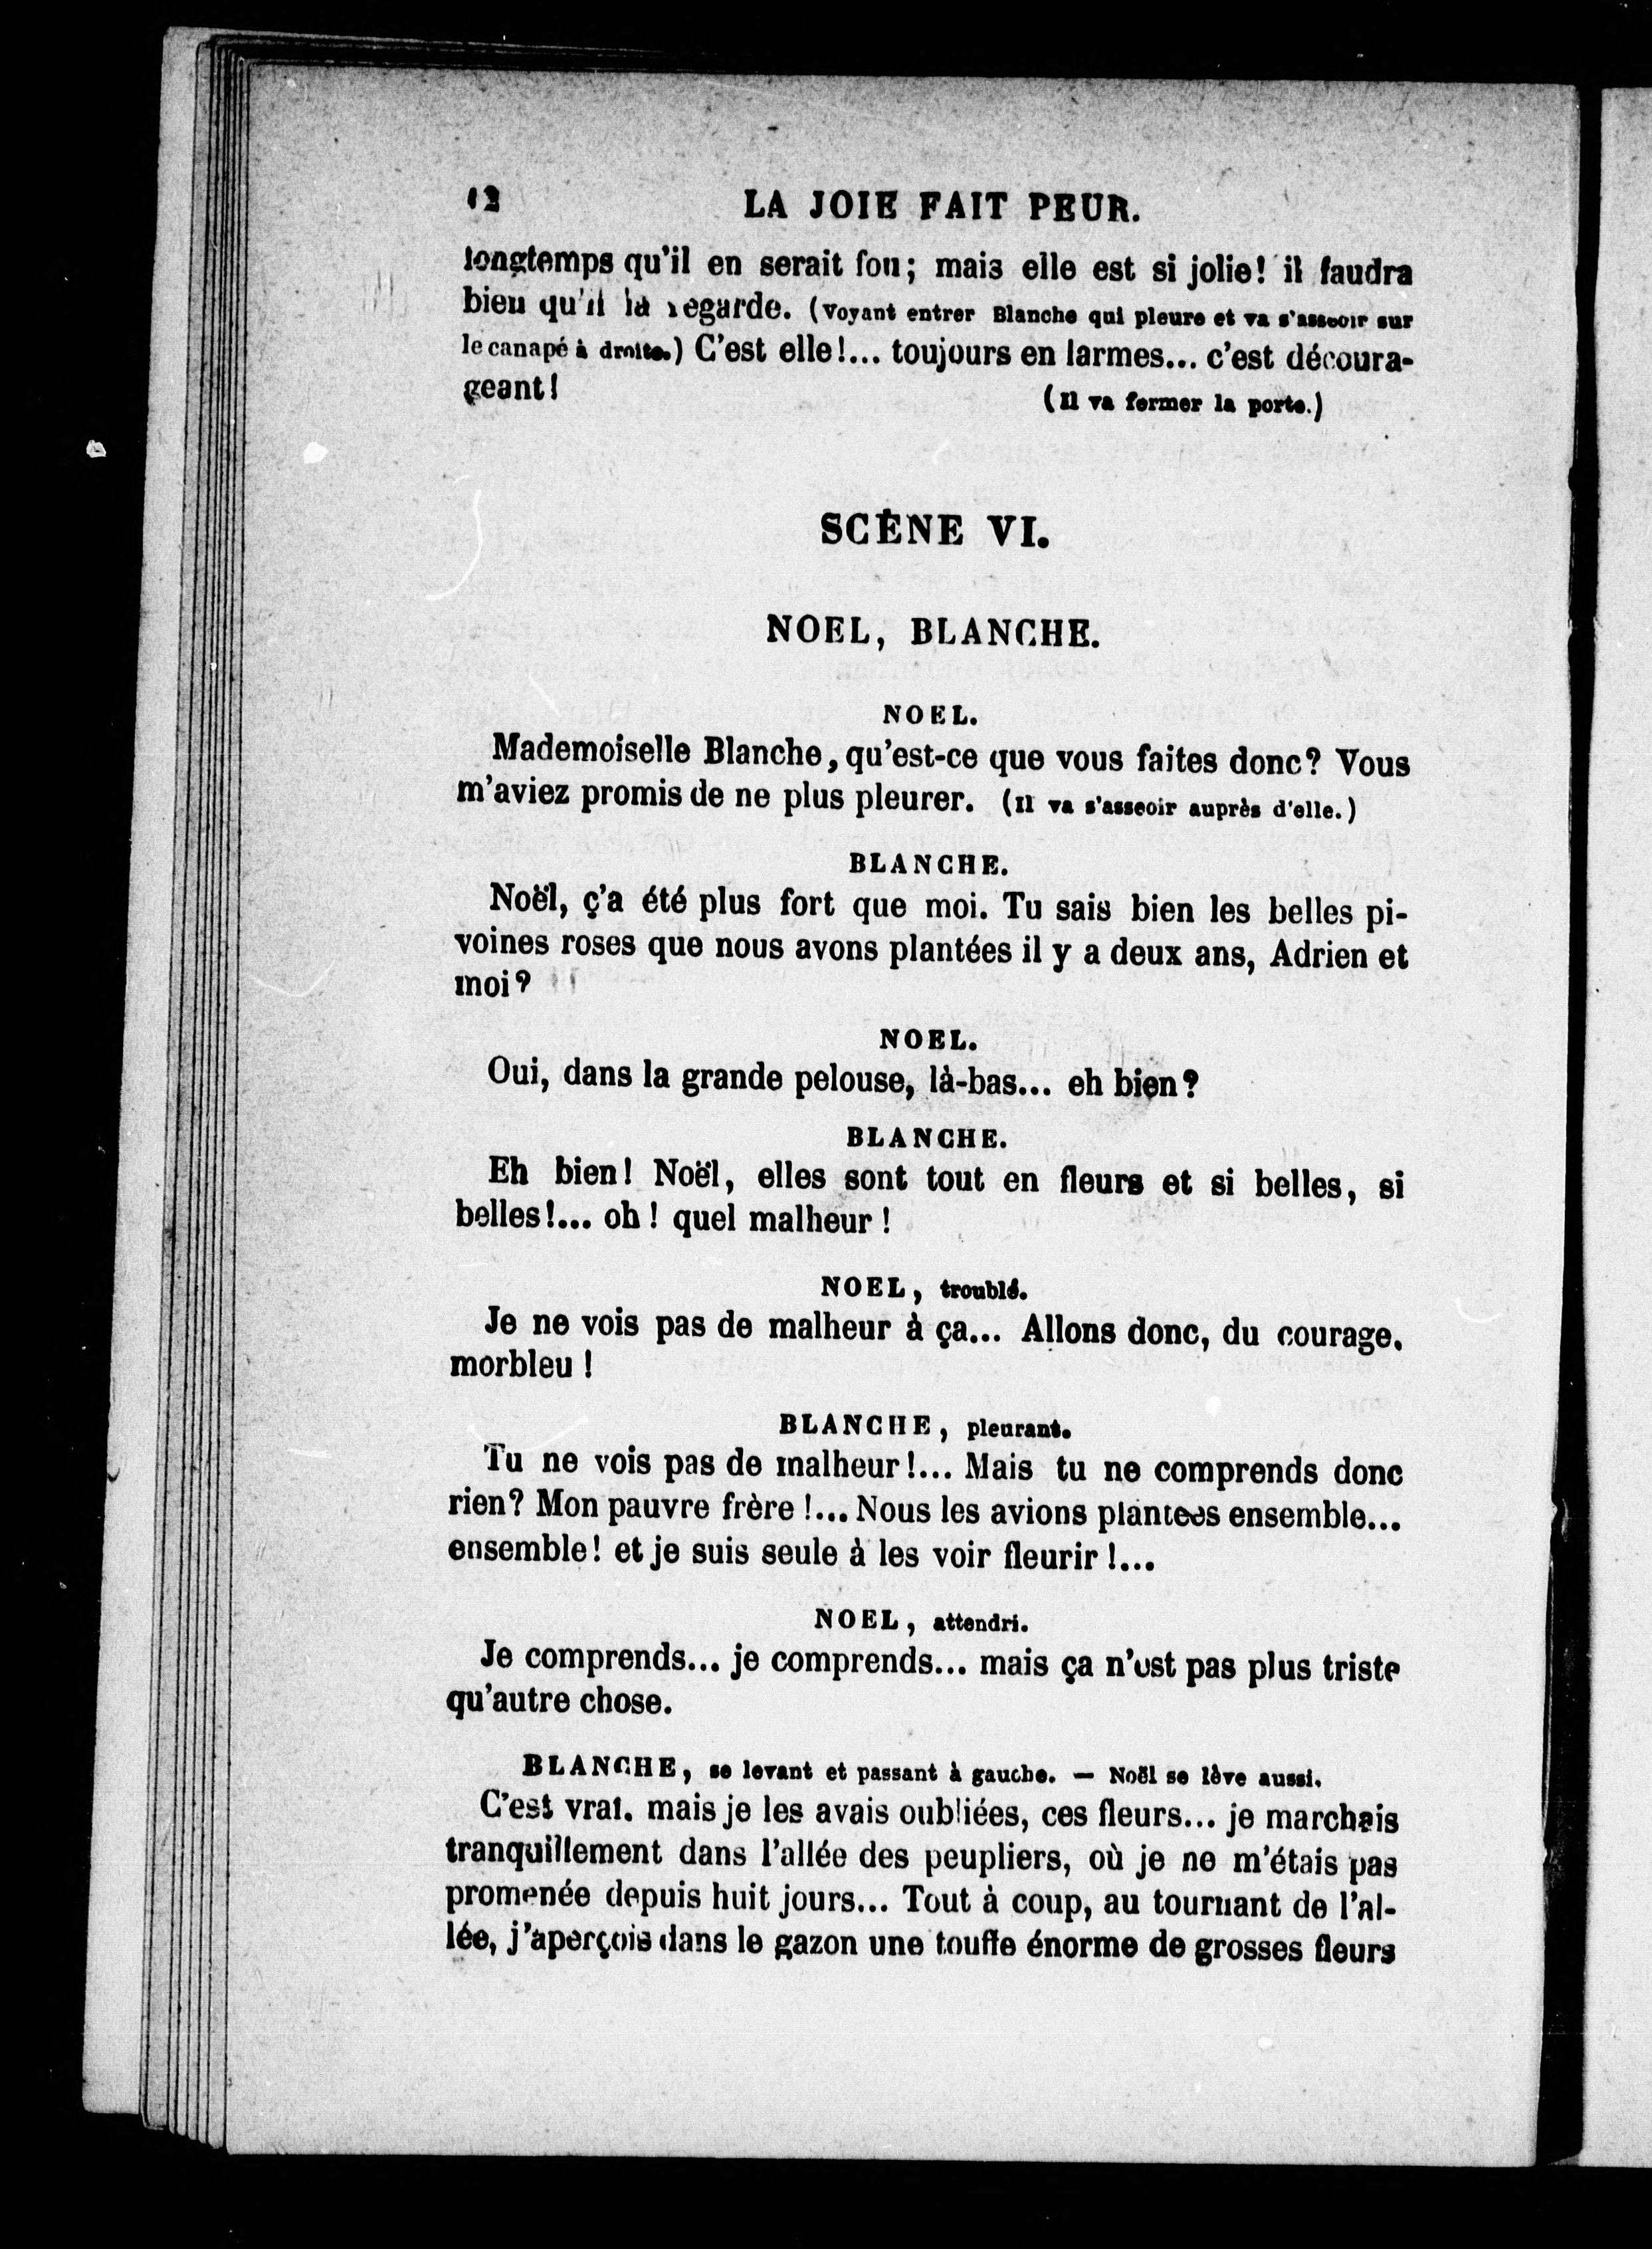 12 LA JOIE FAIT PEUR.
longtemps qu'il en serait fou; mais elle est si jolie! il faudra
bien qu'il la regarde. (Voyant entrer Blanche qui pleure et va s'asseoir sur
le canapé à droite.) C'est elle!... toujours en larmes... c'est découra-
geant! (Il va fermer la porte.)
SCÈNE VI.
NOEL, BLANCHE.
NOEL.
Mademoiselle Blanche, qu'est-ce que vous faites donc? Vous
m'aviez promis de ne plus pleurer. (Il va s'asseoir auprès d'elle.)
BLANCHE.
Noël, ç'a été plus fort que moi. Tu sais bien les belles pi-
voines roses que nous avons plantées il y a deux ans, Adrien et
moi?
NOEL.
Oui, dans la grande pelouse, là-bas... eh bien?
BLANCHE.
Eh bien! Noël, elles sont tout en fleurs et si belles, si
belles!... oh! quel malheur!
NOEL, troublé.
Je ne vois pas de malheur à ça... Allons donc, du courage,
morbleu!
BLANCHE, pleurant.
Tu ne vois pas de malheur!... Mais tu ne comprends donc
rien? Mon pauvre frère!... Nous les avions plantées ensemble...
ensemble! et je suis seule à les voir fleurir!...
NOEL, attendri.
Je comprends... je comprends... mais ça n'est pas plus triste
qu'autre chose.
BLANCHE, se levant et passant à gauche. — Noël se lève aussi.
C'est vrai, mais je les avais oubliées, ces fleurs... je marchais
tranquillement dans l'allée des peupliers, où je ne m'étais pas
promenée depuis huit jours... Tout à coup, au tournant de l'al-
lée, j'aperçois dans le gazon une touffe énorme de grosses fleurs